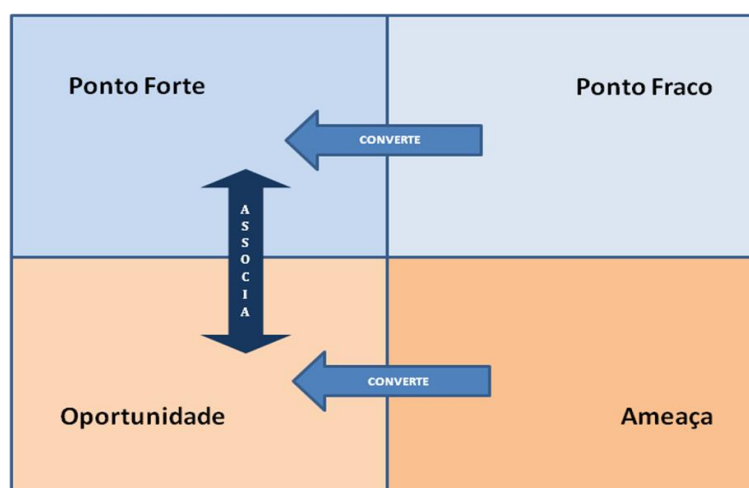 Ponto Forte
Ponto Fraco
CONVERTE
ASSOCIA
CONVERTE
Oportunidade
Ameaça